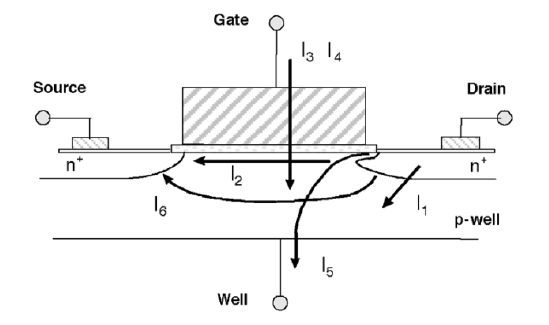 Gate
I3 I4
Source
Drain
n+
n+
I2
I6
I1
p-well
I5
Well